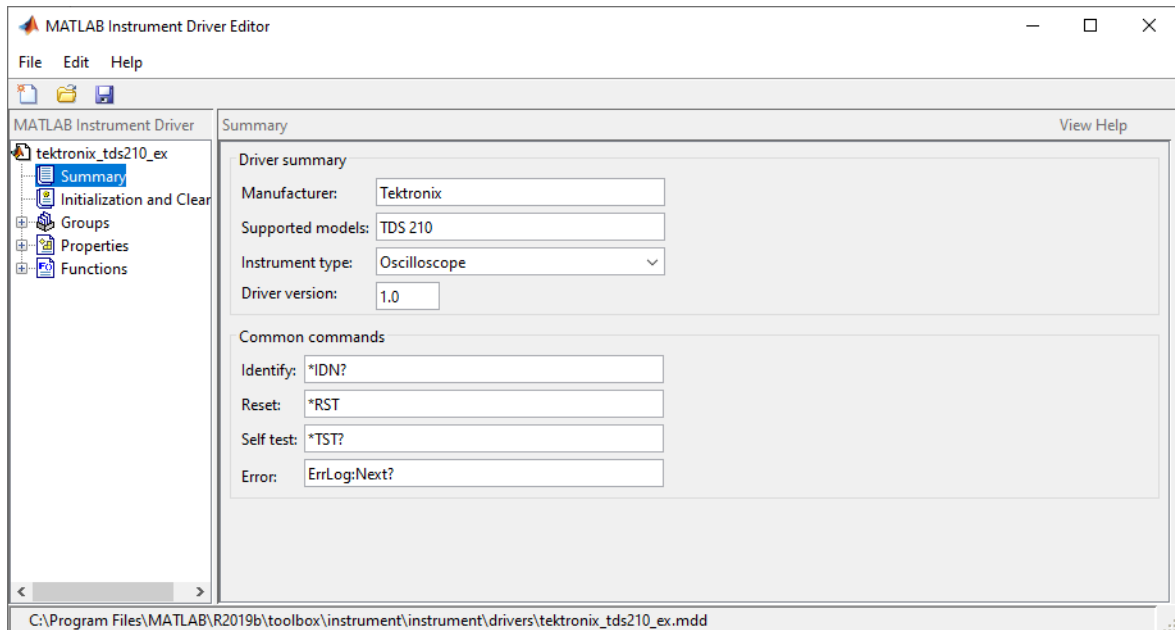 MATLAB Instrument Driver Editor
File Edit Help
MATLAB Instrument Driver
Summary View Help
tektronix_tds210_ex
Summary
Initialization and Clear
Groups
Properties
Functions
Driver summary
Manufacturer: Tektronix
Supported models: TDS 210
Instrument type: Oscilloscope
Driver version: 1.0
Common commands
Identify: *IDN?
Reset: *RST
Self test: *TST?
Error: ErrLog:Next?
C:\Program Files\MATLAB\R2019b\toolbox\instrument\instrument\drivers\tektronix_tds210_ex.mdd